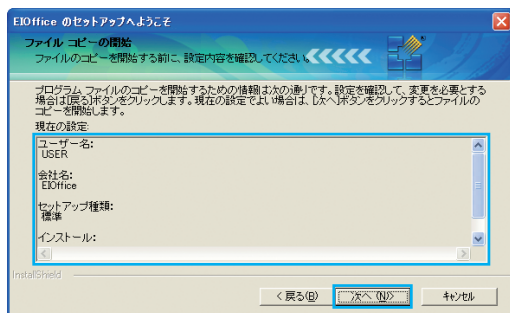 EIOffice のセットアップへようこそ
ファイル コピーの開始
ファイルのコピーを開始する前に、設定内容を確認してください。
プログラム ファイルのコピーを開始するための情報は次の通りです。設定を確認して、変更を必要とする
場合は[戻る]ボタンをクリックします。現在の設定でよい場合は、[次へ]ボタンをクリックするとファイルの
コピーを開始します。
現在の設定:
ユーザー名:
USER
会社名:
EIOffice
セットアップ種類:
標準
インストール:
InstallShield
< 戻る(B)
次へ (N)>
キャンセル